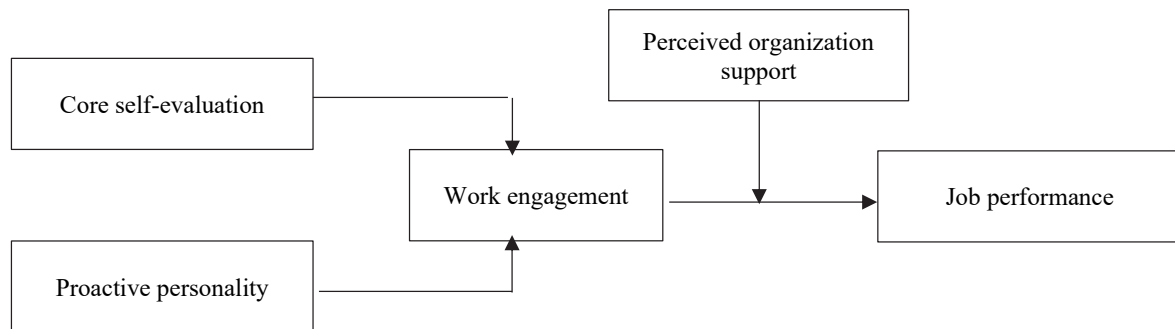 Perceived organization
support
Core self-evaluation
Work engagement
Job performance
Proactive personality